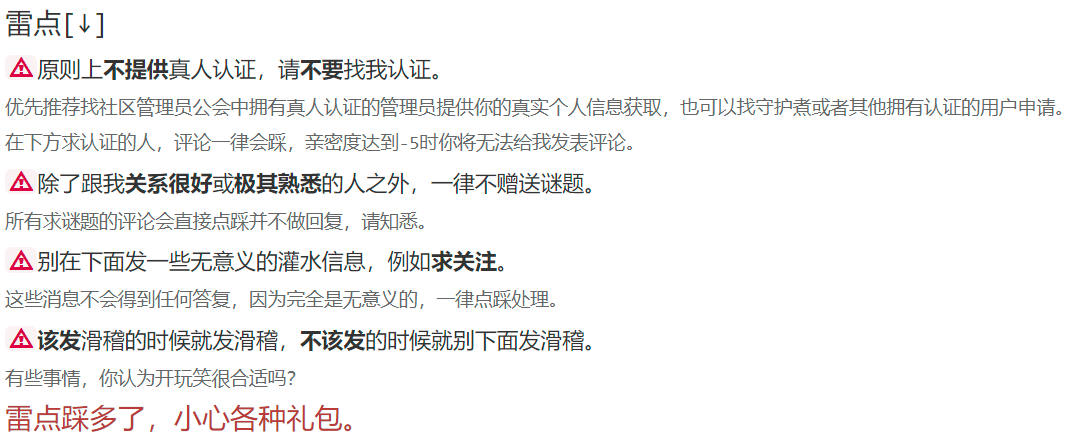 雷点[↓]
原则上不提供真人认证，请不要找我认证。
优先推荐找社区管理员公会中拥有真人认证的管理员提供你的真实个人信息获取，也可以找守护煮或者其他拥有认证的用户申请。
在下方求认证的人，评论一律会踩，亲密度达到-5时你将无法给我发表评论。
除了跟我关系很好或极其熟悉的人之外，一律不赠送谜题。
所有求谜题的评论会直接点踩并不做回复，请知悉。
别在下面发一些无意义的灌水信息，例如求关注。
这些消息不会得到任何答复，因为完全是无意义的，一律点踩处理。
该发滑稽的时候就发滑稽，不该发的时候就别下面发滑稽。
有些事情，你认为开玩笑很合适吗?
雷点踩多了，小心各种礼包。